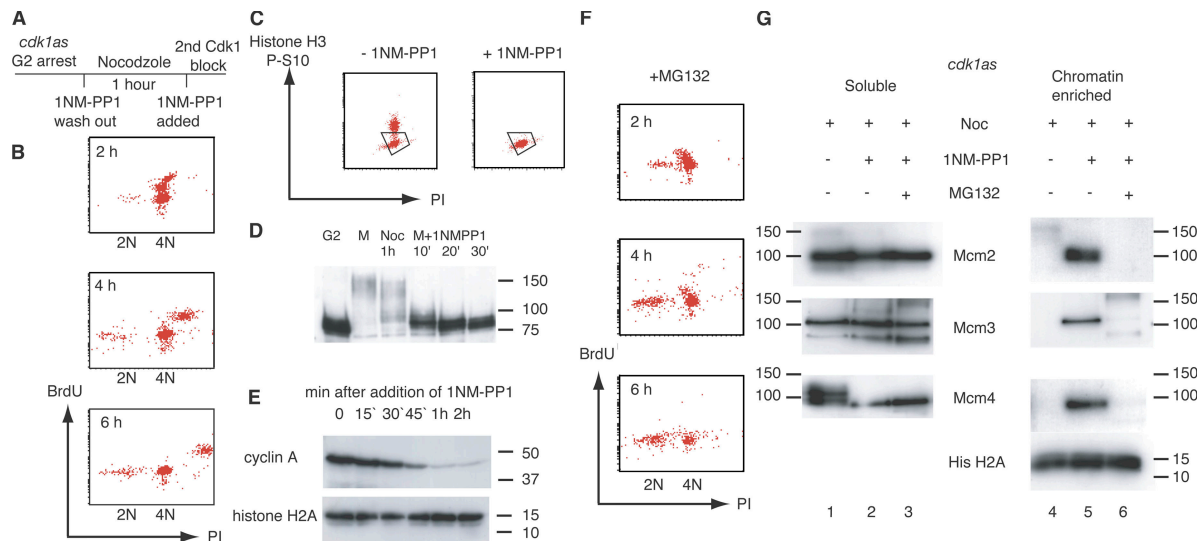 A
cdk1as
G2 arrest
Nocodzole
2nd Cdk1
block
1 hour
1NM-PP1
wash out
1NM-PP1
added
B
2 h
2N 4N
4 h
2N 4N
6 h
2N 4N
BrdU
PI
C
Histone H3
P-S10
- 1NM-PP1
+ 1NM-PP1
PI
D
G2 M Noc M+1NMPP1
1h 10' 20' 30'
150
100
75
E
min after addition of 1NM-PP1
0 15` 30`45` 1h 2h
cyclin A
50
37
histone H2A
15
10
F
+MG132
2 h
4 h
6 h
BrdU
2N 4N
PI
G
cdk1as
Soluble
Chromatin
enriched
+ + + Noc + + +
- + + 1NM-PP1 - + +
- - + MG132 - - +
150
100
Mcm2
150
100
150
100
Mcm3
150
100
150
100
Mcm4
150
100
His H2A
15
10
1 2 3 4 5 6